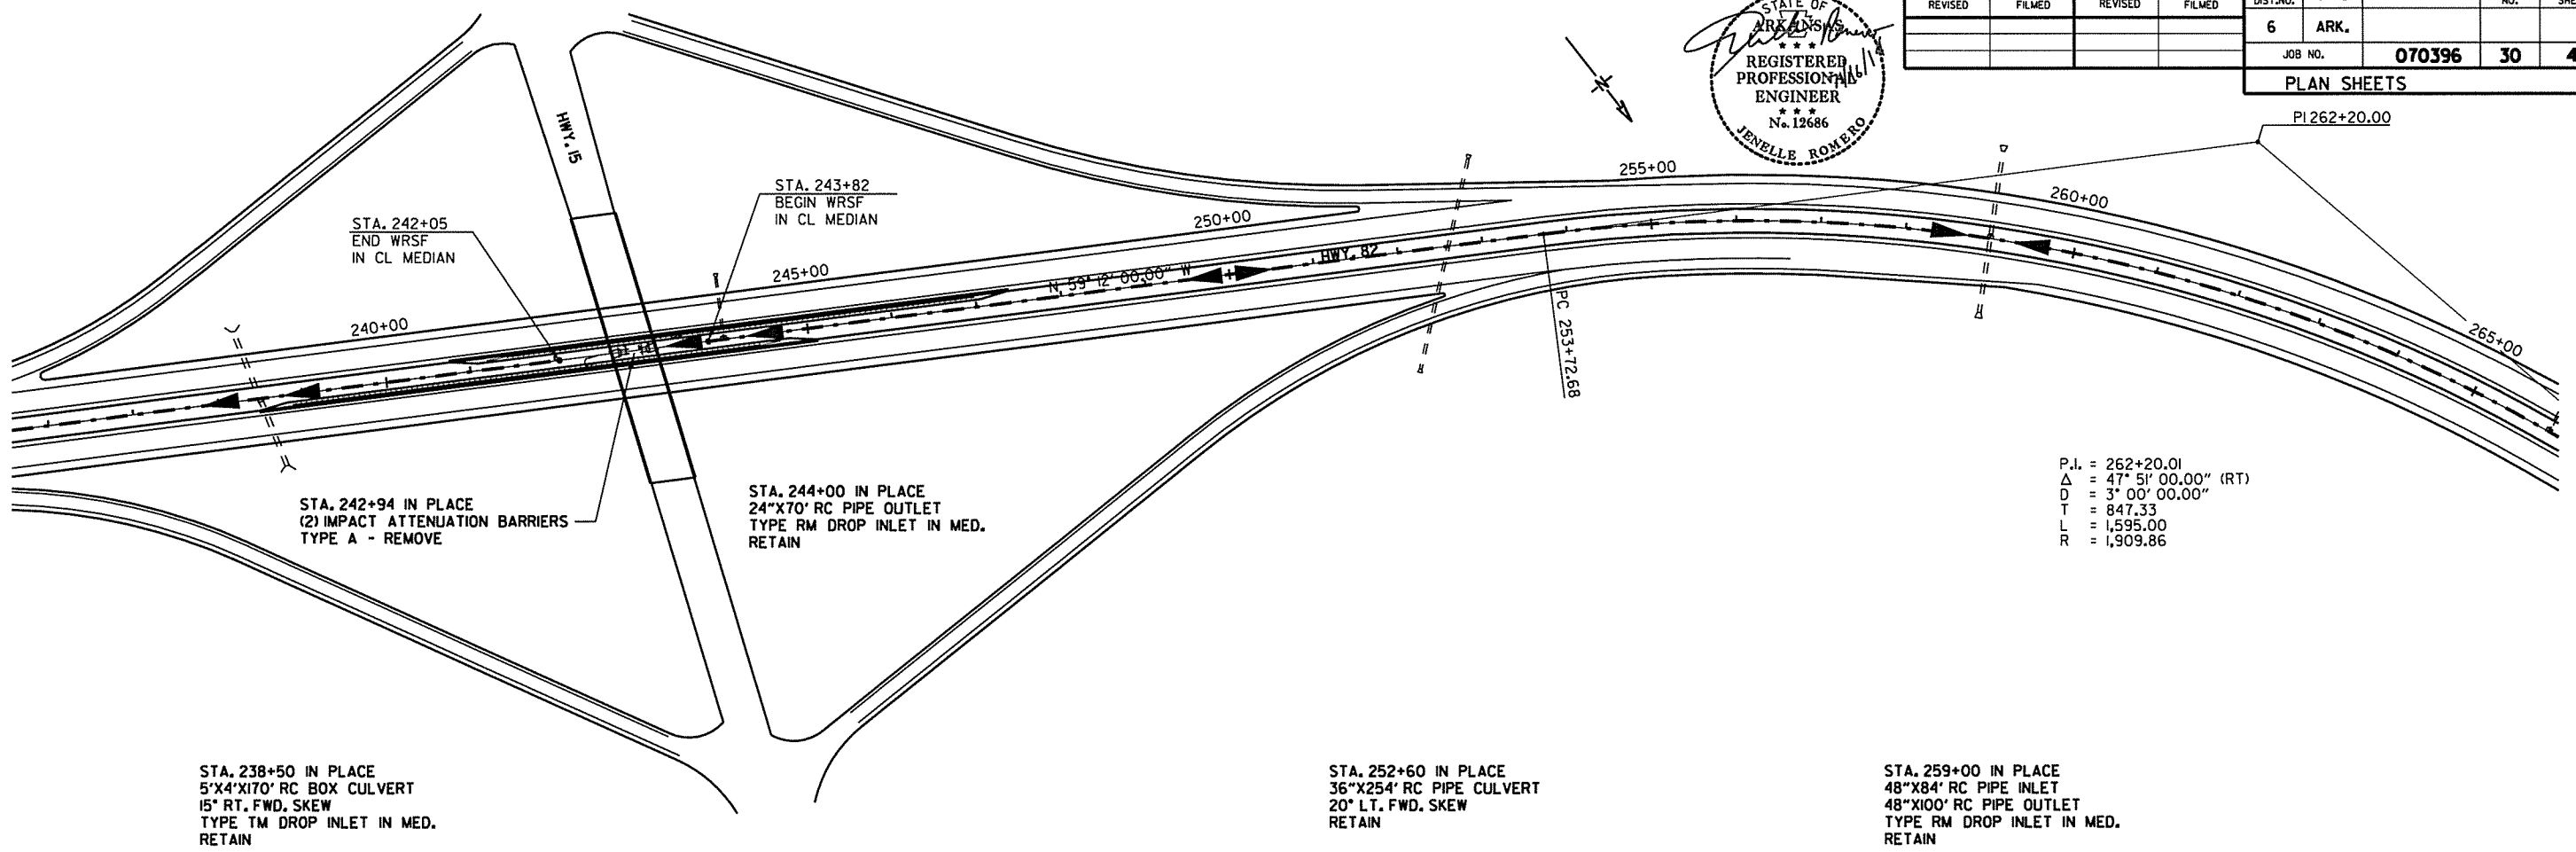 STATE OF
ARKANSAS
★ ★ ★
REGISTERED
PROFESSIONAL
ENGINEER
★ ★ ★
No. 12686
JENELLE ROMERO
REVISED
FILMED
REVISED
FILMED
DIST.NO.
NO.
6
ARK.
JOB NO.
070396
30
4
PLAN SHEETS
PI 262+20.00
HWY. 15
STA. 242+05
END WRSF
IN CL MEDIAN
STA. 243+82
BEGIN WRSF
IN CL MEDIAN
240+00
245+00
250+00
255+00
260+00
265+00
N 59° 12' 00.00" W
HWY. 82
PC 253+72.68
STA. 242+94 IN PLACE
(2) IMPACT ATTENUATION BARRIERS
TYPE A - REMOVE
STA. 244+00 IN PLACE
24"X70' RC PIPE OUTLET
TYPE RM DROP INLET IN MED.
RETAIN
P.I. = 262+20.01
Δ = 47° 51' 00.00" (RT)
D = 3° 00' 00.00"
T = 847.33
L = 1,595.00
R = 1,909.86
STA. 238+50 IN PLACE
5'X4'X170' RC BOX CULVERT
15° RT. FWD. SKEW
TYPE TM DROP INLET IN MED.
RETAIN
STA. 252+60 IN PLACE
36"X254' RC PIPE CULVERT
20° LT. FWD. SKEW
RETAIN
STA. 259+00 IN PLACE
48"X84' RC PIPE INLET
48"X100' RC PIPE OUTLET
TYPE RM DROP INLET IN MED.
RETAIN